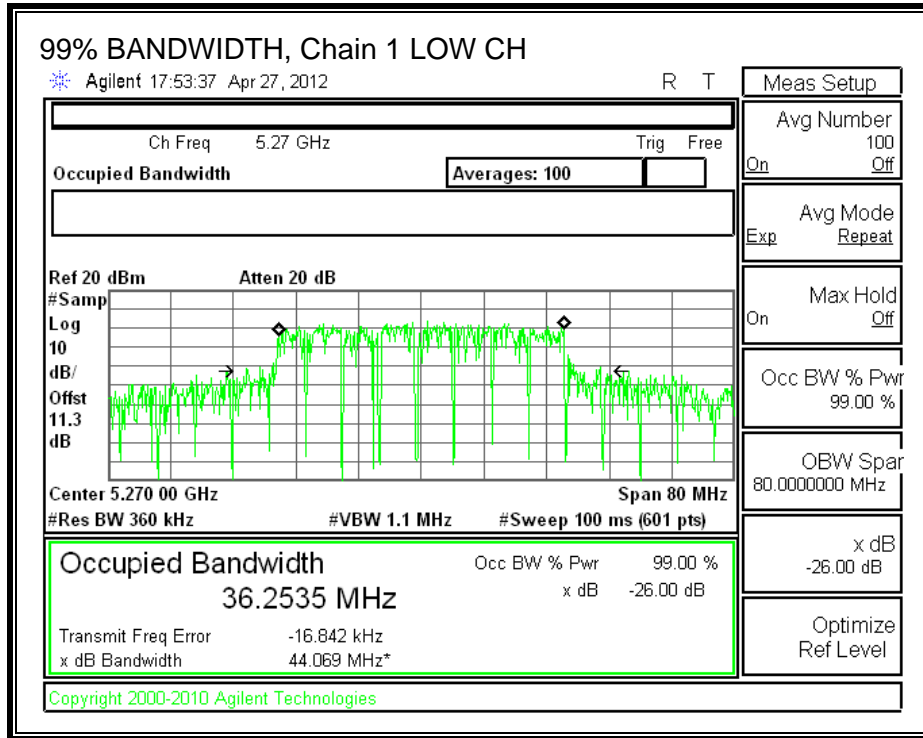 99% BANDWIDTH, Chain 1 LOW CH
Agilent 17:53:37 Apr 27, 2012 R T
Ch Freq 5.27 GHz Trig Free
Occupied Bandwidth Averages: 100
Ref 20 dBm Atten 20 dB
#Samp
Log
10
dB/
Offst
11.3
dB
Center 5.270 00 GHz Span 80 MHz
#Res BW 360 kHz #VBW 1.1 MHz #Sweep 100 ms (601 pts)
Occupied Bandwidth Occ BW % Pwr 99.00 %
36.2535 MHz x dB -26.00 dB
Transmit Freq Error -16.842 kHz
x dB Bandwidth 44.069 MHz*
Copyright 2000-2010 Agilent Technologies
Meas Setup
Avg Number
100
On Off
Avg Mode
Exp Repeat
Max Hold
On Off
Occ BW % Pwr
99.00 %
OBW Span
80.0000000 MHz
x dB
-26.00 dB
Optimize
Ref Level